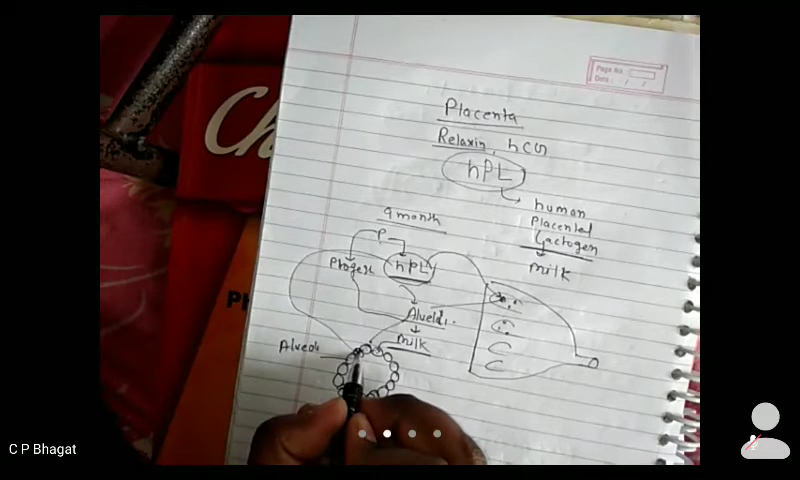 Page No.
Date : / /
Placenta
Relaxin, hCG
hPL
human
Placental
Lactogen
milk
9 month
P
Progest hPL
Alveoli.
milk
Alveoli
Ch
C P Bhagat